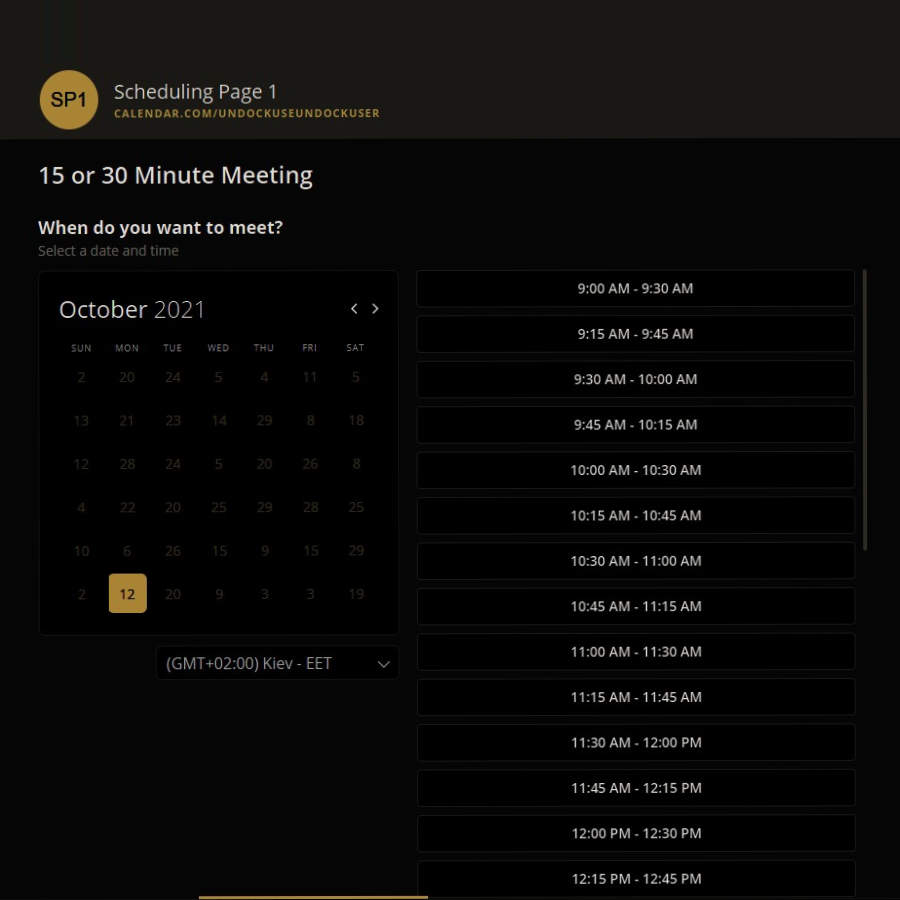 SP1
Scheduling Page 1
CALENDAR.COM/UNDOCKUSEUNDOCKUSER
15 or 30 Minute Meeting
When do you want to meet?
Select a date and time
October 2021
SUN MON TUE WED THU FRI SAT
2 20 24 5 4 11 5
13 21 23 14 29 8 18
12 28 24 5 20 26 8
4 22 20 25 29 28 25
10 6 26 15 9 15 29
2 12 20 9 3 3 19
(GMT+02:00) Kiev - EET
9:00 AM - 9:30 AM
9:15 AM - 9:45 AM
9:30 AM - 10:00 AM
9:45 AM - 10:15 AM
10:00 AM - 10:30 AM
10:15 AM - 10:45 AM
10:30 AM - 11:00 AM
10:45 AM - 11:15 AM
11:00 AM - 11:30 AM
11:15 AM - 11:45 AM
11:30 AM - 12:00 PM
11:45 AM - 12:15 PM
12:00 PM - 12:30 PM
12:15 PM - 12:45 PM